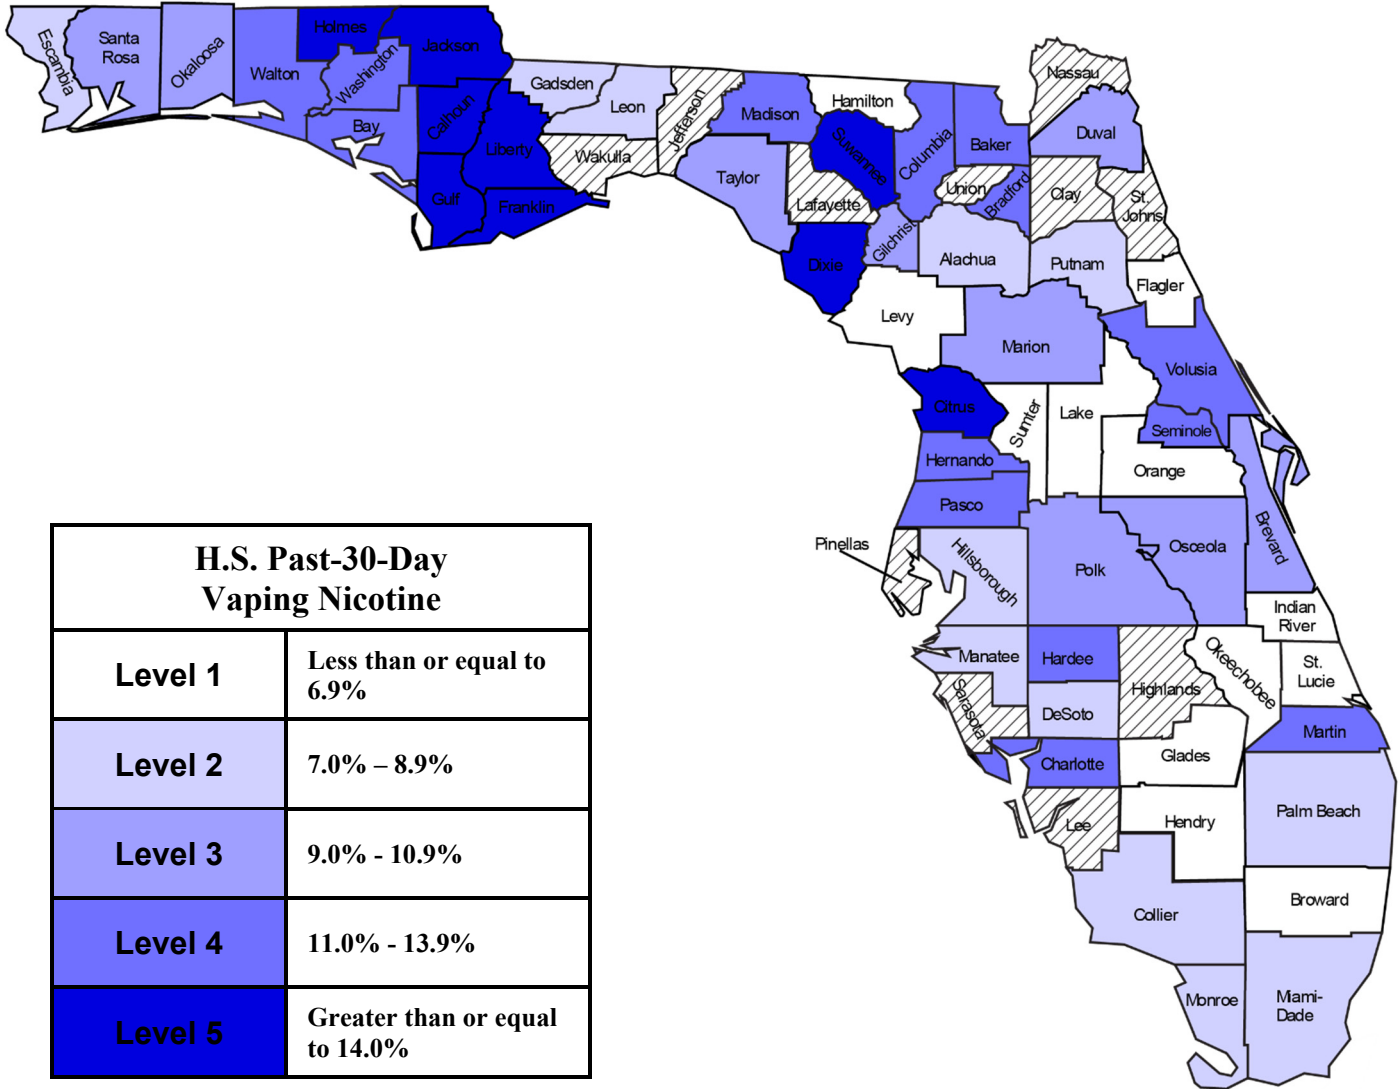 Escambia
Santa
Rosa
Okaloosa
Walton
Holmes
Washington
Jackson
Bay
Calhoun
Gulf
Liberty
Franklin
Gadsden
Leon
Wakulla
Jefferson
Madison
Taylor
Hamilton
Suwannee
Lafayette
Dixie
Columbia
Gilchrist
Baker
Union
Bradford
Alachua
Nassau
Duval
Clay
St.
Johns
Putnam
Flagler
Levy
Marion
Volusia
Citrus
Sumter
Lake
Seminole
Hernando
Orange
Pasco
Brevard
Pinellas
Hillsborough
Polk
Osceola
Indian
River
Manatee
Hardee
Highlands
Okeechobee
St.
Lucie
Sarasota
DeSoto
Martin
Charlotte
Glades
Lee
Hendry
Palm Beach
Collier
Broward
Monroe
Miami-
Dade
H.S. Past-30-Day
Vaping Nicotine
Level 1
Less than or equal to
6.9%
Level 2
7.0% – 8.9%
Level 3
9.0% - 10.9%
Level 4
11.0% - 13.9%
Level 5
Greater than or equal
to 14.0%